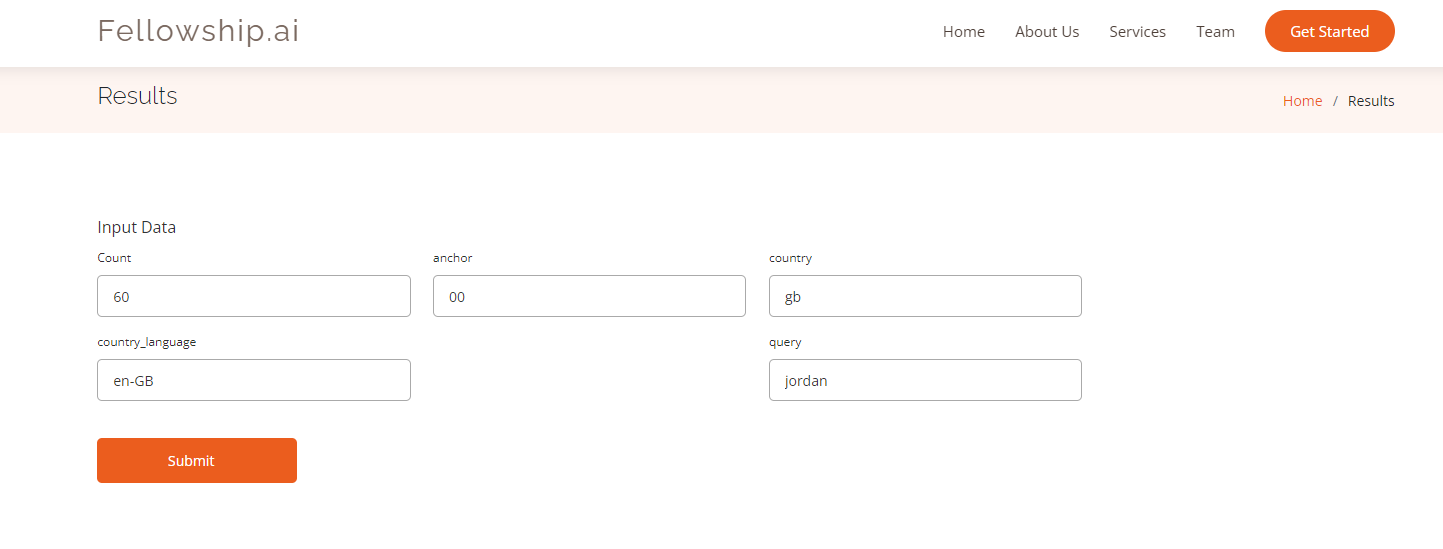 Fellowship.ai
Home About Us Services Team Get Started
Results
Home / Results
Input Data
Count anchor country
60 00 gb
country_language query
en-GB jordan
Submit